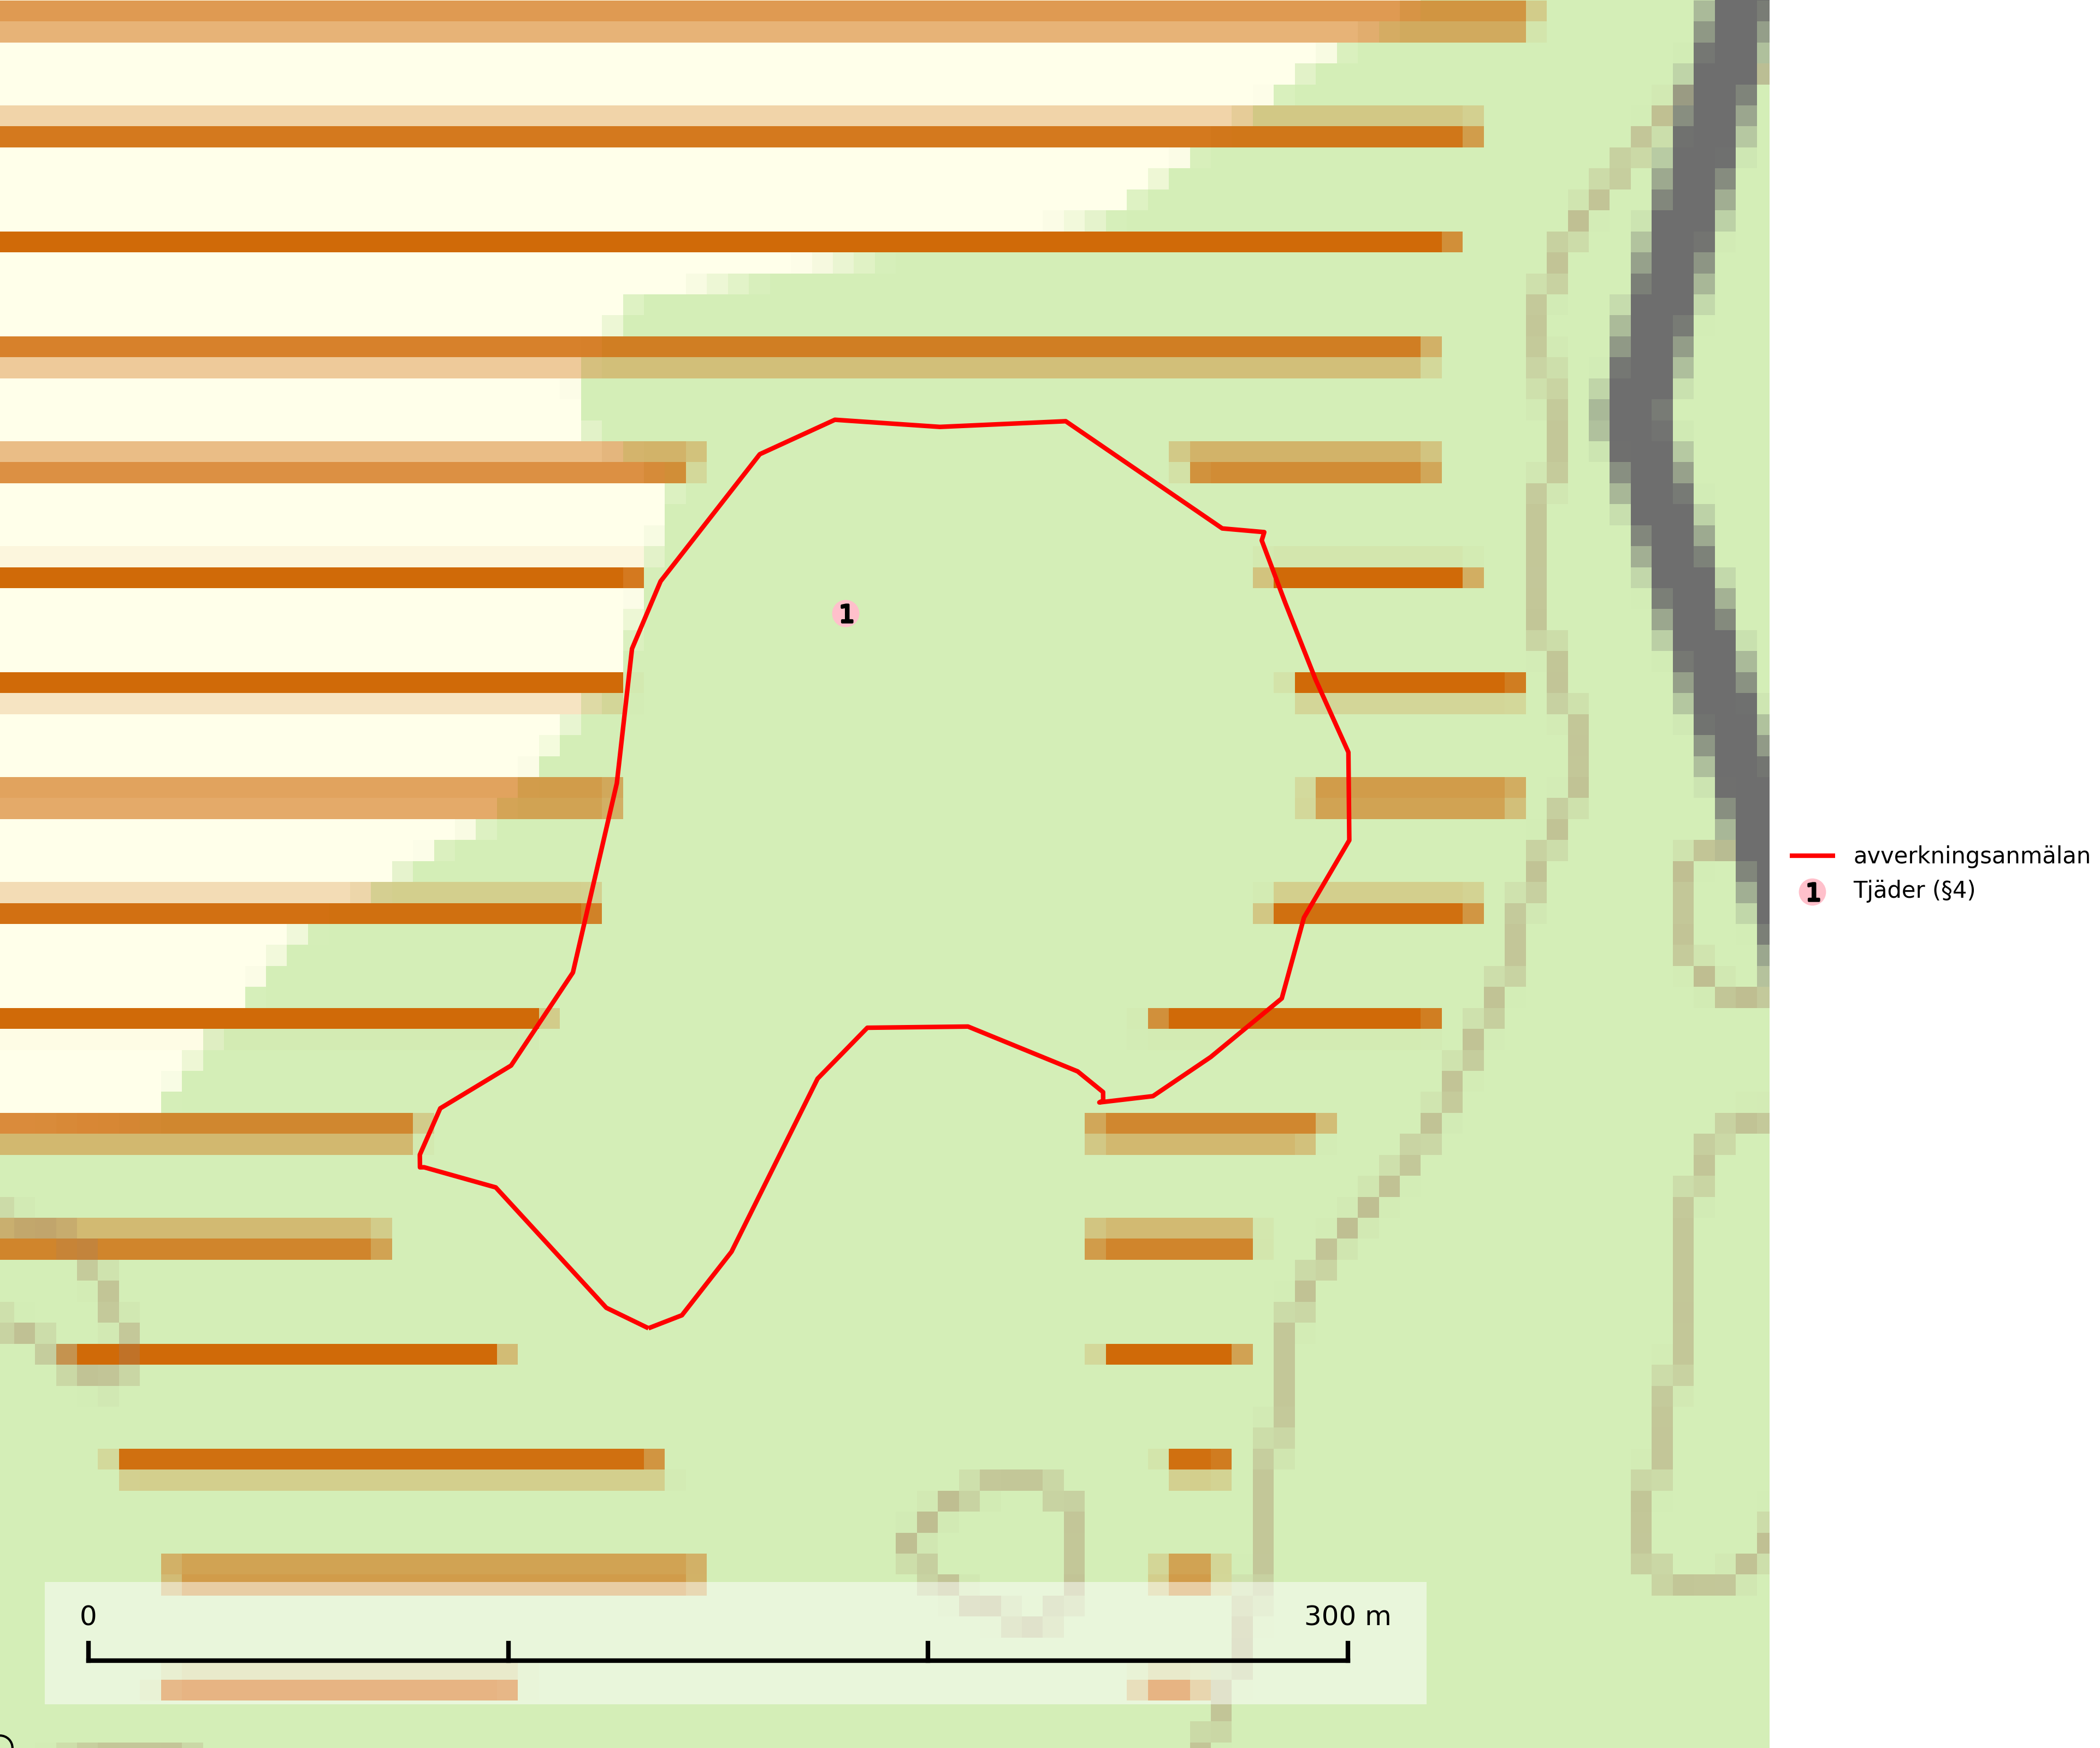 1
avverkningsanmälan
1 Tjäder (§4)
0 300 m